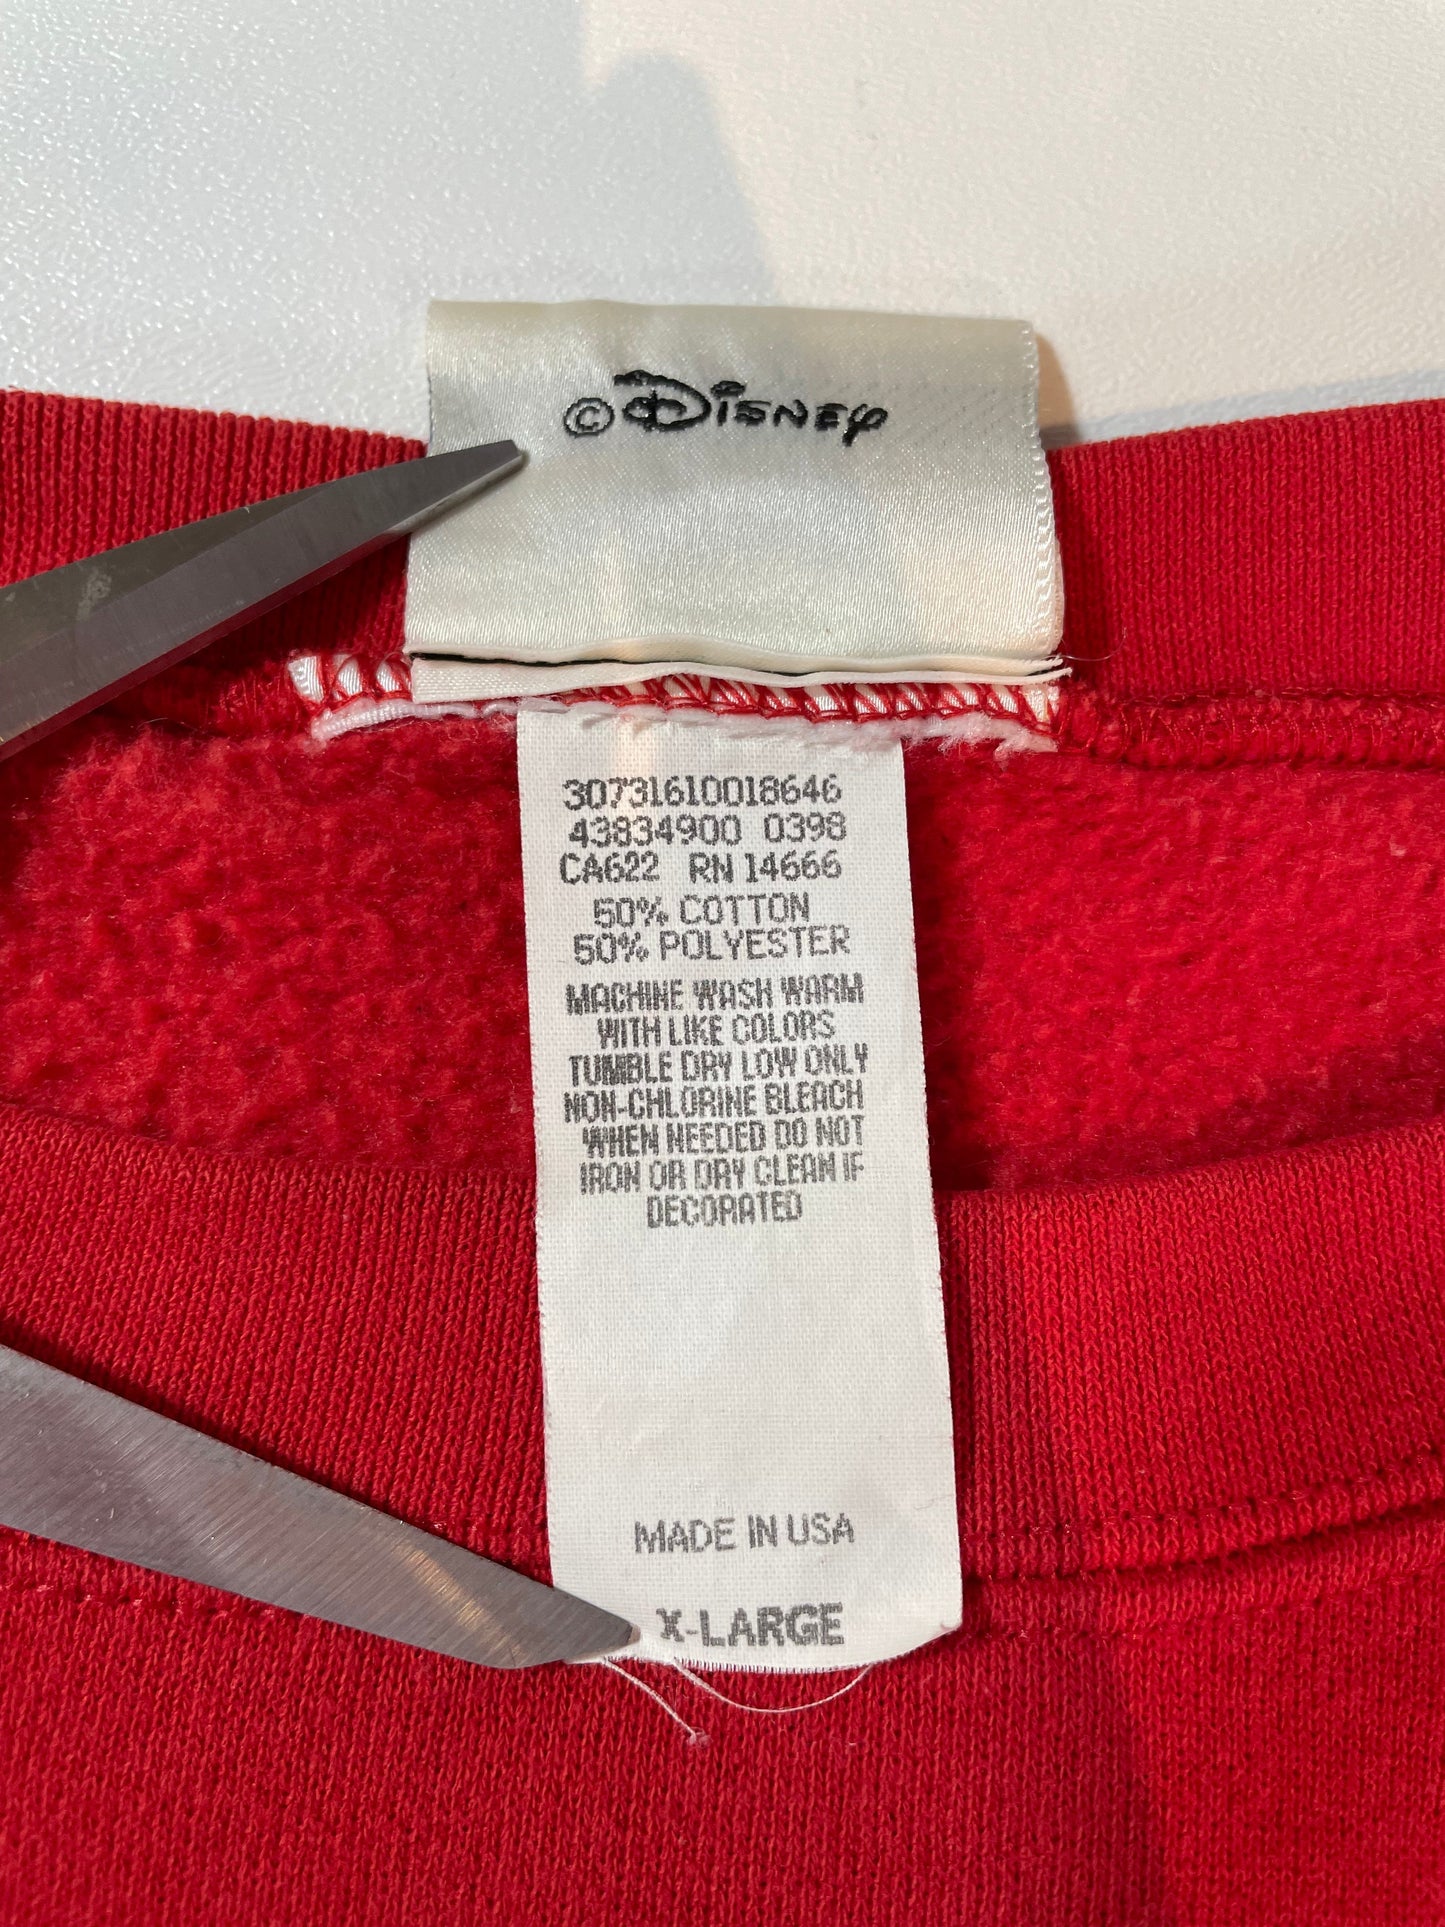 © Disney
30731610018646
43834900 0398
CA622 RN 14666
50% COTTON
50% POLYESTER
MACHINE WASH WARM
WITH LIKE COLORS
TUMBLE DRY LOW ONLY
NON-CHLORINE BLEACH
WHEN NEEDED DO NOT
IRON OR DRY CLEAN IF
DECORATED
MADE IN USA
X-LARGE